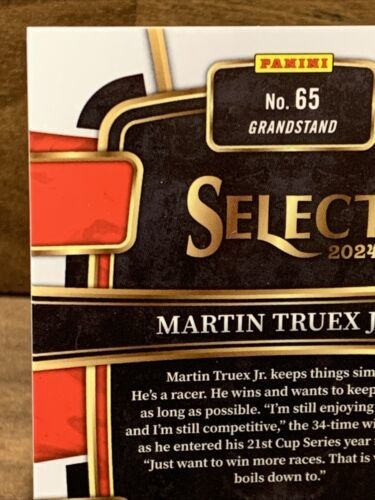 PANINI
No. 65
GRANDSTAND
SELECT
2024
MARTIN TRUEX J
Martin Truex Jr. keeps things sim
He's a racer. He wins and wants to keep
as long as possible. "I'm still enjoying
and I'm still competitive," the 34-time wi
as he entered his 21st Cup Series year
"Just want to win more races. That is w
boils down to."